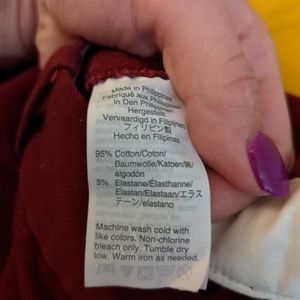 Made in Philippines
Fabriqué aux Philippines
In Den Philippinen
Hergestellt
Vervaardigd in Filipijnen
フィリピン製
Hecho en Filipinas
95% Cotton/Coton/
Baumwolle/Katoen/綿/
algodón
5% Elastane/Élasthanne/
Elastan/Elastaan/エラス
テーン/elastano
Machine wash cold with
like colors. Non-chlorine
bleach only. Tumble dry
low. Warm iron as needed.